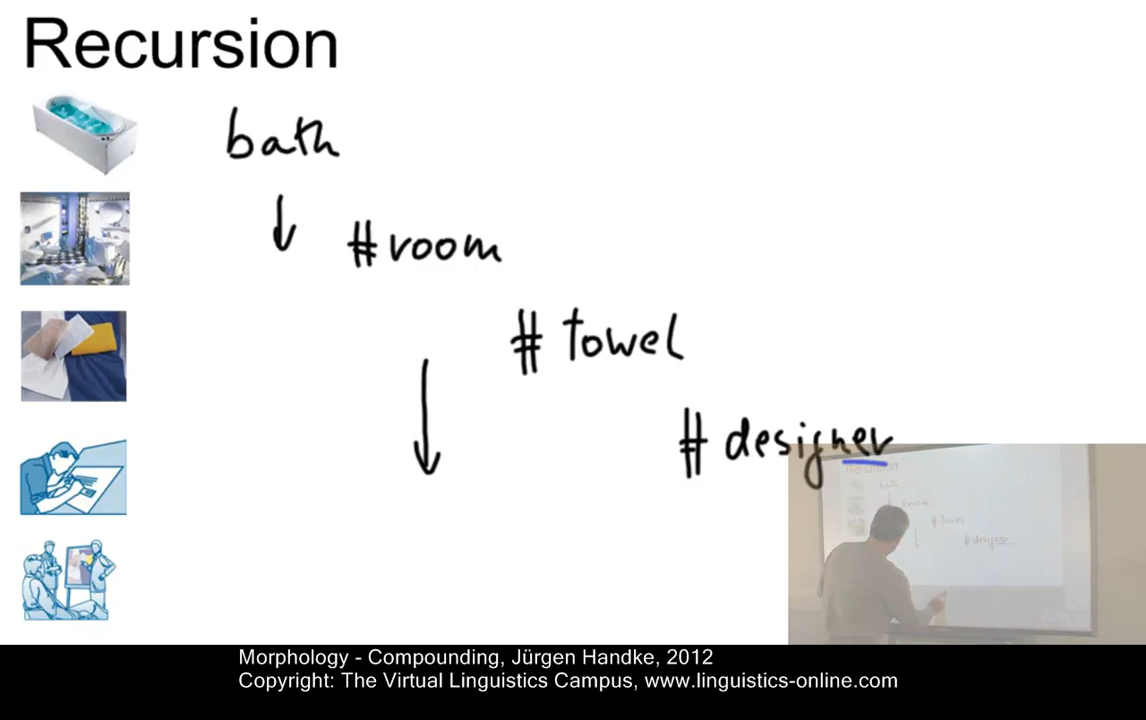 Recursion
bath
# room
# towel
# designer
Morphology - Compounding, Jürgen Handke, 2012
Copyright: The Virtual Linguistics Campus, www.linguistics-online.com